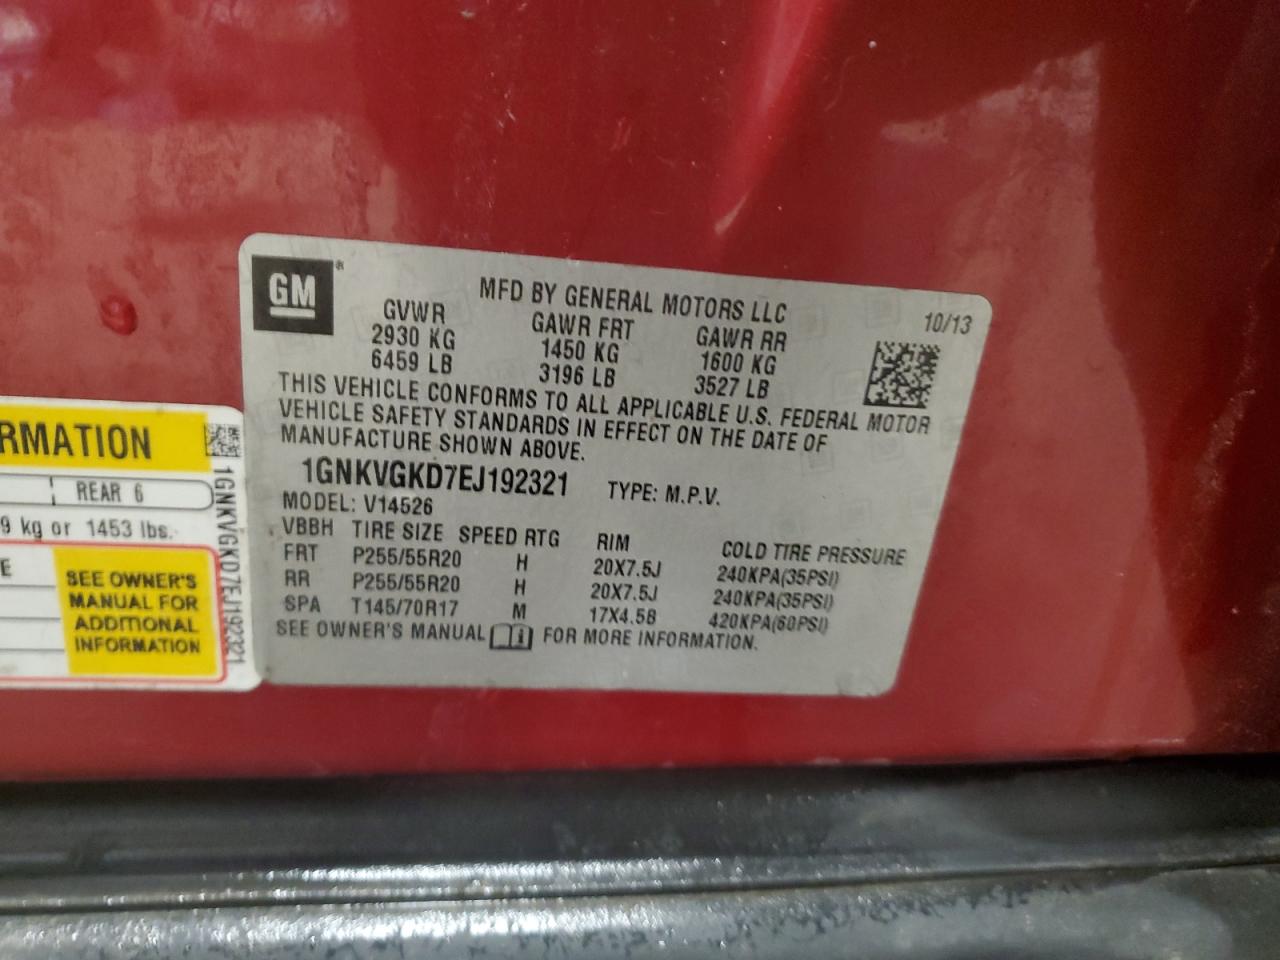 GM
®
MFD BY GENERAL MOTORS LLC
10/13
GVWR GAWR FRT GAWR RR
2930 KG 1450 KG 1600 KG
6459 LB 3196 LB 3527 LB
THIS VEHICLE CONFORMS TO ALL APPLICABLE U.S. FEDERAL MOTOR
VEHICLE SAFETY STANDARDS IN EFFECT ON THE DATE OF
MANUFACTURE SHOWN ABOVE.
1GNKVGKD7EJ192321 TYPE: M.P.V.
MODEL: V14526
VBBH TIRE SIZE SPEED RTG RIM COLD TIRE PRESSURE
FRT P255/55R20 H 20X7.5J 240KPA(35PSI)
RR P255/55R20 H 20X7.5J 240KPA(35PSI)
SPA T145/70R17 M 17X4.5B 420KPA(60PSI)
SEE OWNER'S MANUAL i FOR MORE INFORMATION.
RMATION
REAR 6
9 kg or 1453 lbs.
E
SEE OWNER'S
MANUAL FOR
ADDITIONAL
INFORMATION
1GNKVGKD7EJ192321